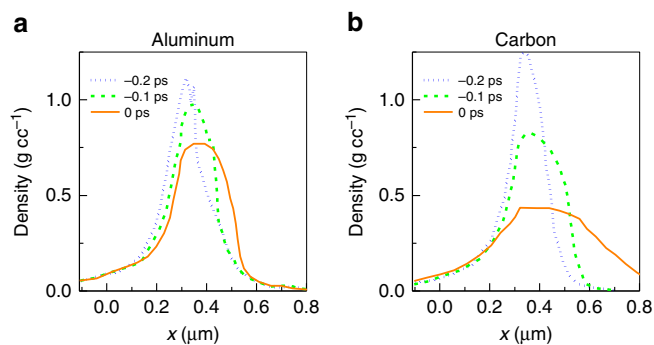 a
Aluminum
–0.2 ps
–0.1 ps
0 ps
1.0
0.5
0.0
Density (g cc⁻¹)
0.0 0.2 0.4 0.6 0.8
x (μm)
b
Carbon
–0.2 ps
–0.1 ps
0 ps
1.0
0.5
0.0
Density (g cc⁻¹)
0.0 0.2 0.4 0.6 0.8
x (μm)